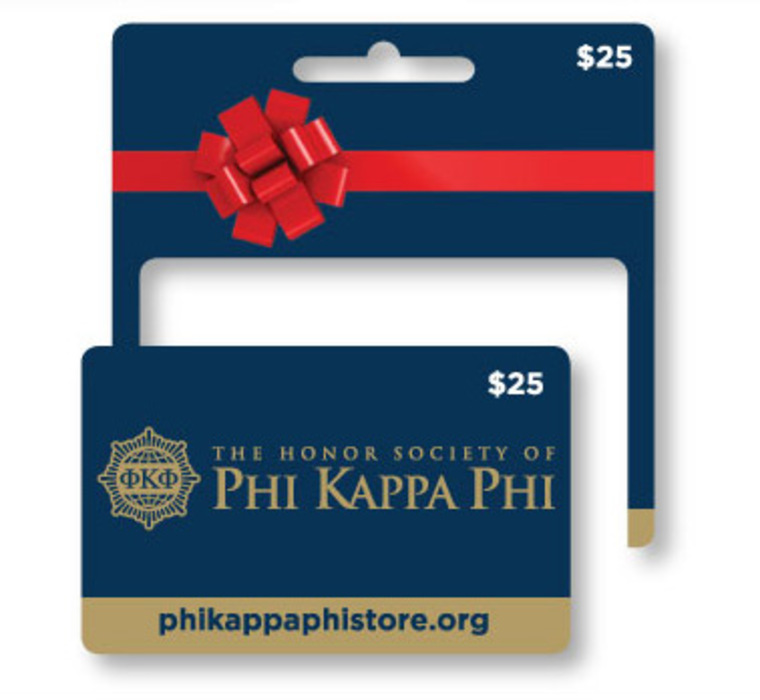 $25
$25
THE HONOR SOCIETY OF
ΦΚΦ
PHI KAPPA PHI
phikappaphistore.org